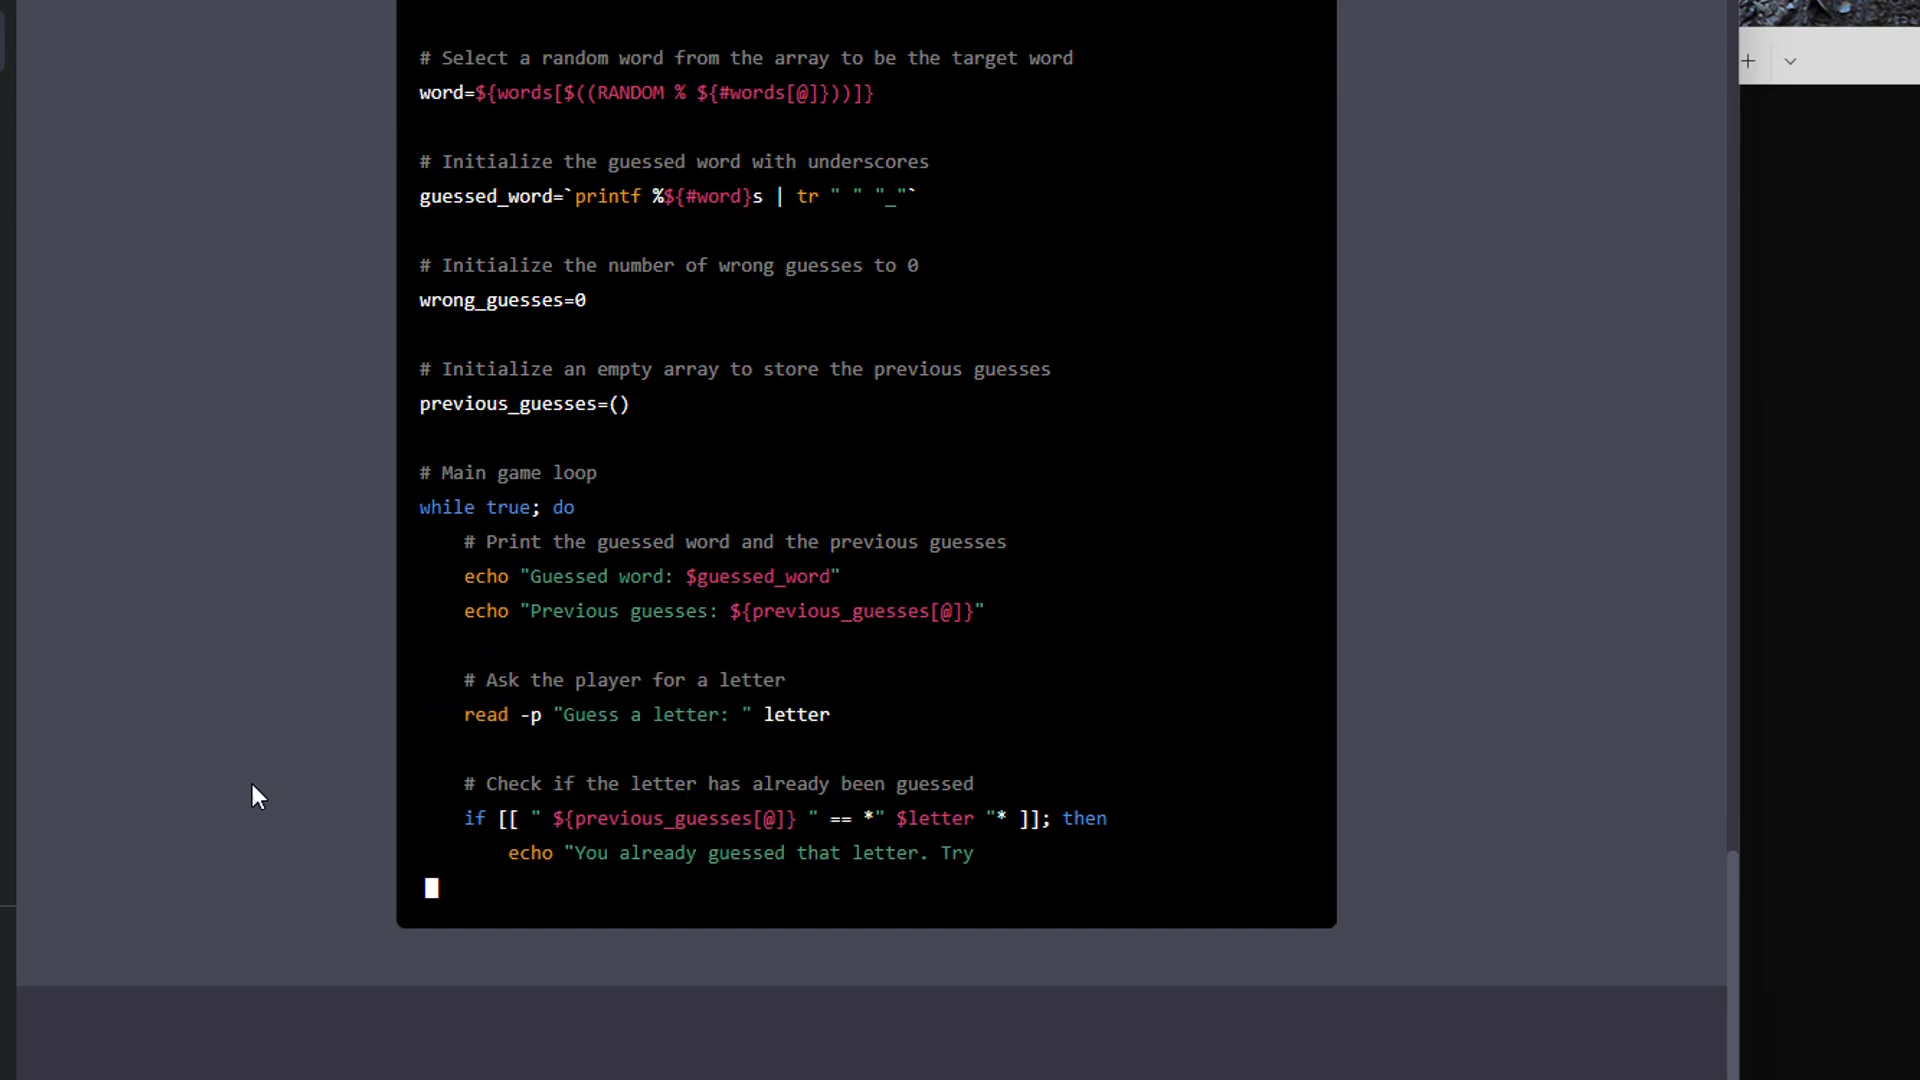 # Select a random word from the array to be the target word
word=${words[$((RANDOM % ${#words[@]}))]}
# Initialize the guessed word with underscores
guessed_word=`printf %${#word}s | tr " " "_"`
# Initialize the number of wrong guesses to 0
wrong_guesses=0
# Initialize an empty array to store the previous guesses
previous_guesses=()
# Main game loop
while true; do
# Print the guessed word and the previous guesses
echo "Guessed word: $guessed_word"
echo "Previous guesses: ${previous_guesses[@]}"
# Ask the player for a letter
read -p "Guess a letter: " letter
# Check if the letter has already been guessed
if [[ " ${previous_guesses[@]} " == *" $letter "* ]]; then
echo "You already guessed that letter. Try